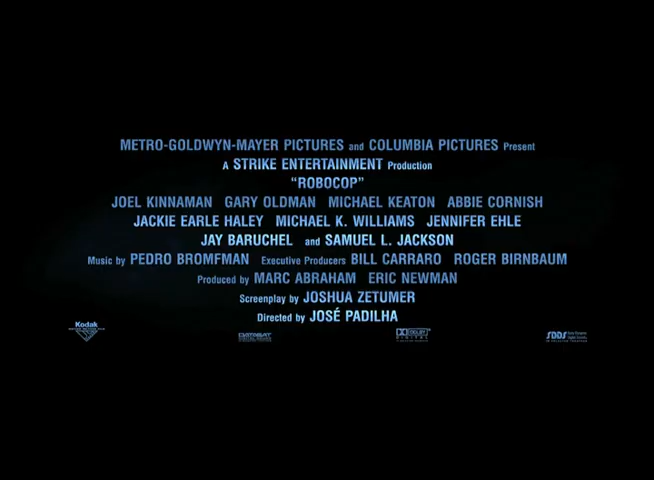 METRO-GOLDWYN-MAYER PICTURES and COLUMBIA PICTURES Present
A STRIKE ENTERTAINMENT Production
"ROBOCOP"
JOEL KINNAMAN GARY OLDMAN MICHAEL KEATON ABBIE CORNISH
JACKIE EARLE HALEY MICHAEL K. WILLIAMS JENNIFER EHLE
JAY BARUCHEL and SAMUEL L. JACKSON
Music by PEDRO BROMFMAN Executive Producers BILL CARRARO ROGER BIRNBAUM
Produced by MARC ABRAHAM ERIC NEWMAN
Screenplay by JOSHUA ZETUMER
Directed by JOSÉ PADILHA
Kodak
DATASAT
DOLBY
DIGITAL
SDDS